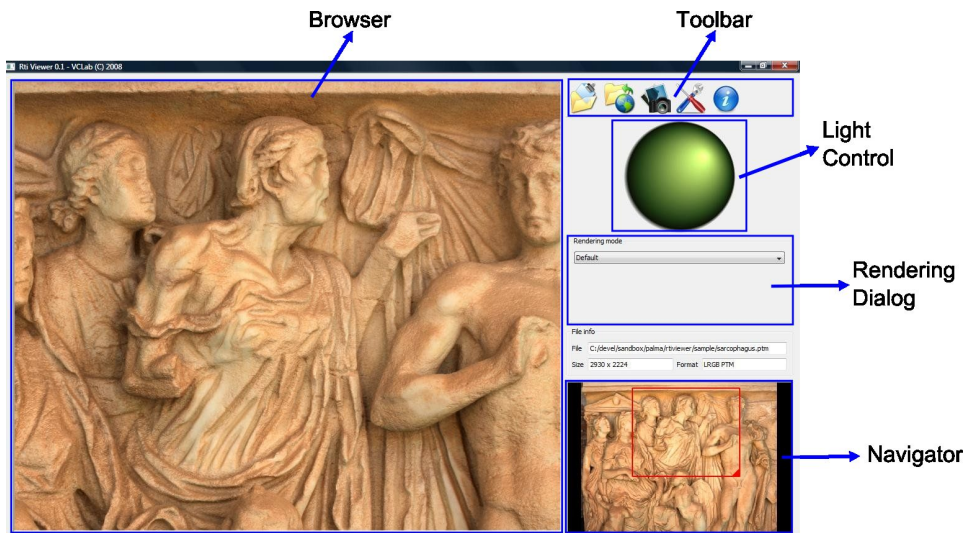 Browser
Toolbar
Rti Viewer 0.1 - VCLab (C) 2008
Light
Control
Rendering mode
Default
Rendering
Dialog
File info
File C:/devel/sandbox/palma/rtiviewer/sample/sarcophagus.ptm
Size 2930 x 2224 Format LRGB PTM
Navigator